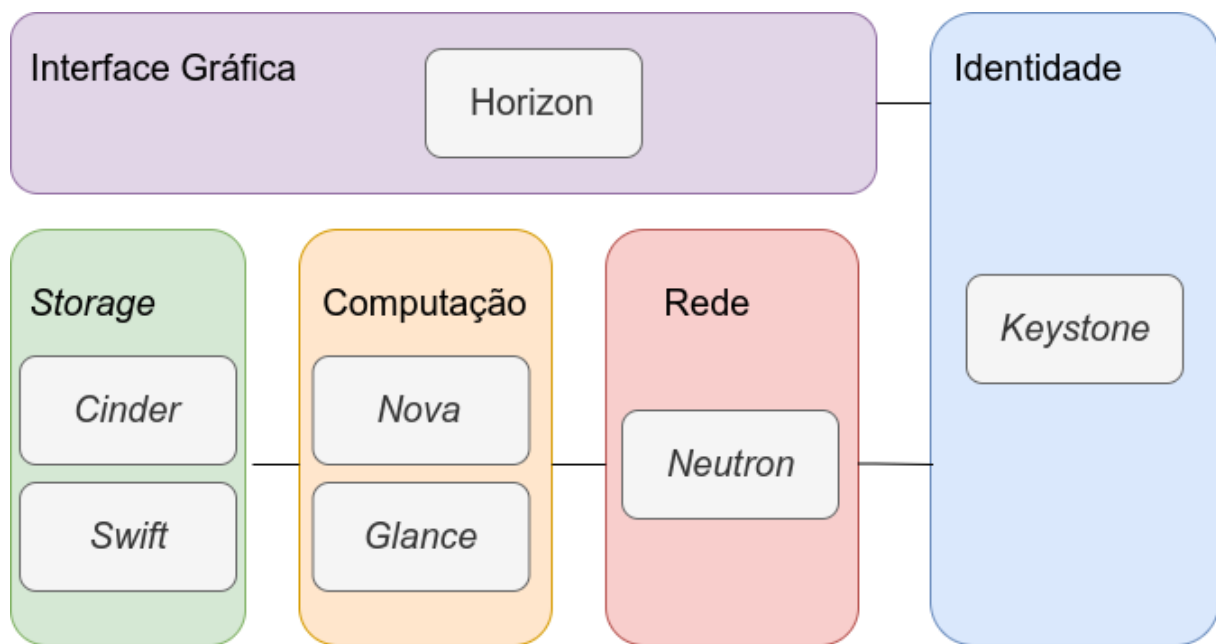 Interface Gráfica
Horizon
Identidade
Keystone
Storage
Cinder
Swift
Computação
Nova
Glance
Rede
Neutron